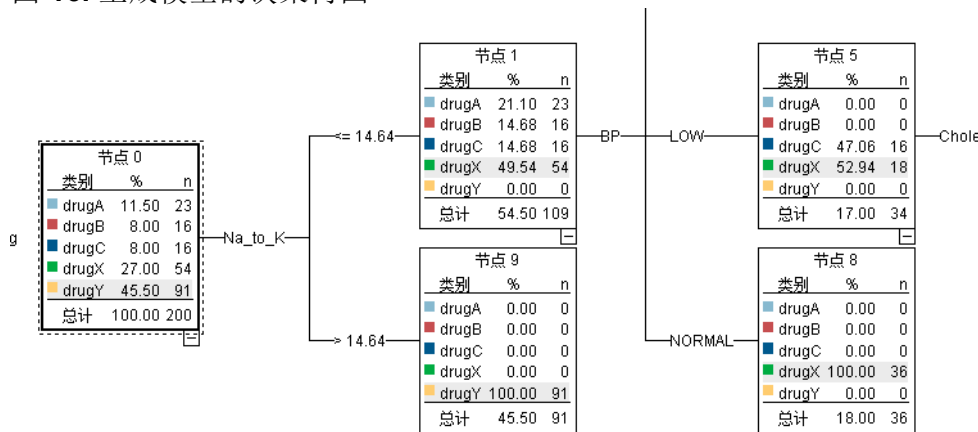 节点 0
类别 % n
drugA 11.50 23
drugB 8.00 16
drugC 8.00 16
drugX 27.00 54
drugY 45.50 91
总计 100.00 200
g
Na_to_K
<= 14.64
> 14.64
节点 1
类别 % n
drugA 21.10 23
drugB 14.68 16
drugC 14.68 16
drugX 49.54 54
drugY 0.00 0
总计 54.50 109
节点 9
类别 % n
drugA 0.00 0
drugB 0.00 0
drugC 0.00 0
drugX 0.00 0
drugY 100.00 91
总计 45.50 91
BP
LOW
NORMAL
节点 5
类别 % n
drugA 0.00 0
drugB 0.00 0
drugC 47.06 16
drugX 52.94 18
drugY 0.00 0
总计 17.00 34
Chole
节点 8
类别 % n
drugA 0.00 0
drugB 0.00 0
drugC 0.00 0
drugX 100.00 36
drugY 0.00 0
总计 18.00 36